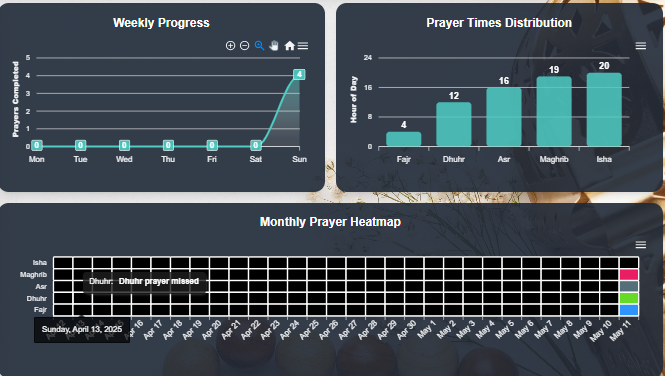 Weekly Progress
Prayers Completed
5
4
3
2
1
0
0 0 0 0 0 0 4
Mon Tue Wed Thu Fri Sat Sun
Prayer Times Distribution
Hour of Day
24
16
8
0
4 12 16 19 20
Fajr Dhuhr Asr Maghrib Isha
Monthly Prayer Heatmap
Isha
Maghrib
Asr
Dhuhr
Fajr
Dhuhr: Dhuhr prayer missed
Sunday, April 13, 2025
Apr 16 Apr 17 Apr 18 Apr 19 Apr 20 Apr 21 Apr 22 Apr 23 Apr 24 Apr 25 Apr 26 Apr 27 Apr 28 Apr 29 Apr 30 May 1 May 2 May 3 May 4 May 5 May 6 May 7 May 8 May 9 May 10 May 11